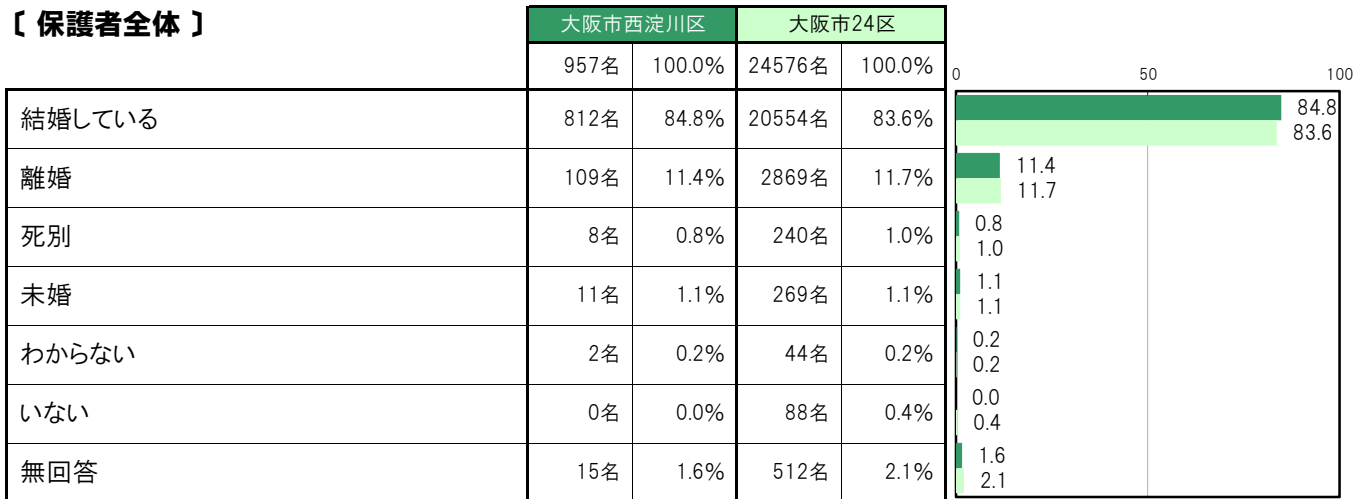 〔 保護者全体 〕
大阪市西淀川区 大阪市24区
957名 100.0% 24576名 100.0%
0 50 100
結婚している 812名 84.8% 20554名 83.6% 84.8
83.6
離婚 109名 11.4% 2869名 11.7% 11.4
11.7
死別 8名 0.8% 240名 1.0% 0.8
1.0
未婚 11名 1.1% 269名 1.1% 1.1
1.1
わからない 2名 0.2% 44名 0.2% 0.2
0.2
いない 0名 0.0% 88名 0.4% 0.0
0.4
無回答 15名 1.6% 512名 2.1% 1.6
2.1